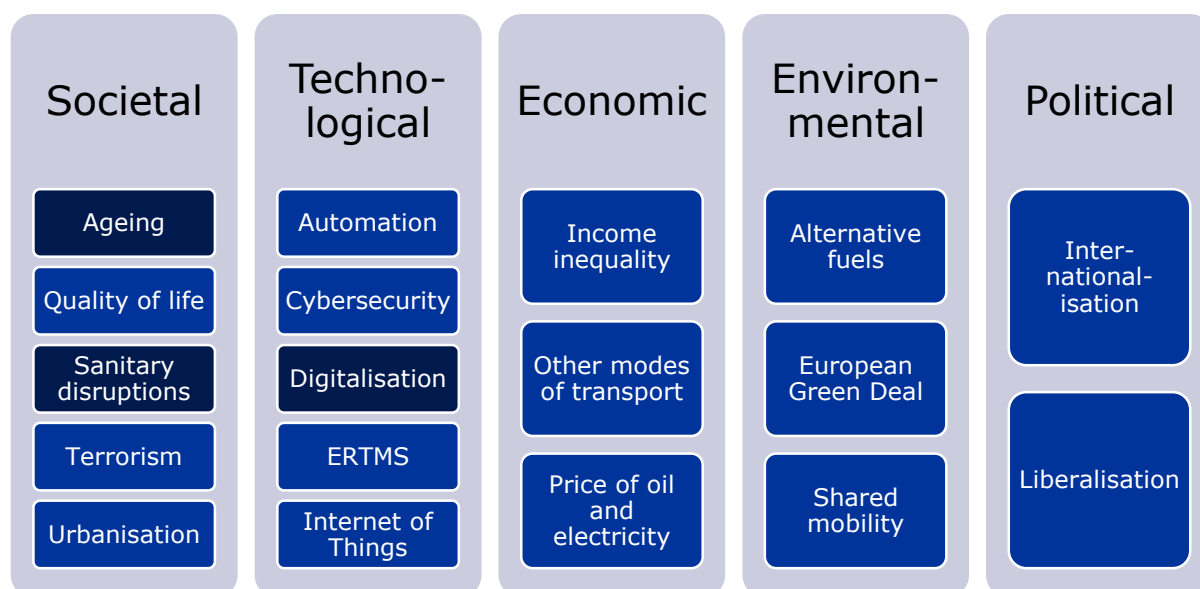 Societal
Ageing
Quality of life
Sanitary
disruptions
Terrorism
Urbanisation
Techno-
logical
Automation
Cybersecurity
Digitalisation
ERTMS
Internet of
Things
Economic
Income
inequality
Other modes
of transport
Price of oil
and
electricity
Environ-
mental
Alternative
fuels
European
Green Deal
Shared
mobility
Political
Inter-
national-
isation
Liberalisation